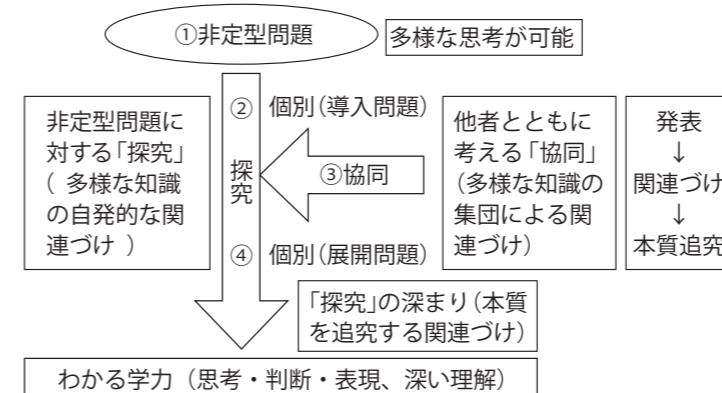 ①非定型問題
多様な思考が可能
非定型問題に
対する「探究」
( 多様な知識
の自発的な関
連づけ )
②
探究
④
個別(導入問題)
③協同
個別(展開問題)
他者とともに
考える「協同」
(多様な知識の
集団による関
連づけ)
発表
↓
関連づけ
↓
本質追究
「探究」の深まり(本質
を追究する関連づけ)
わかる学力(思考・判断・表現、深い理解)